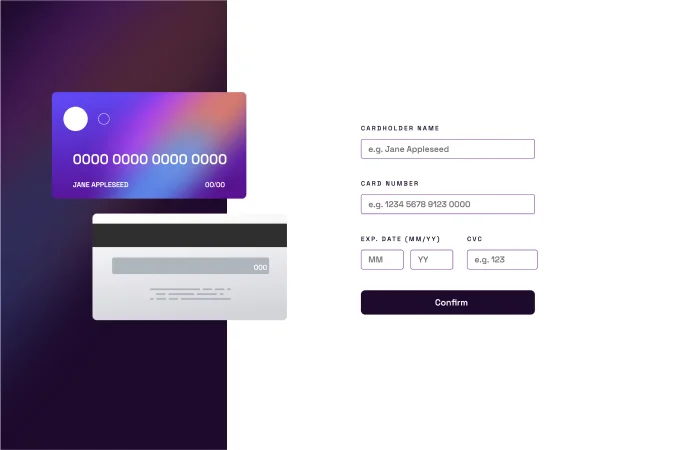 0000 0000 0000 0000
JANE APPLESEED 00/00
000
CARDHOLDER NAME
e.g. Jane Appleseed
CARD NUMBER
e.g. 1234 5678 9123 0000
EXP. DATE (MM/YY) CVC
MM YY e.g. 123
Confirm